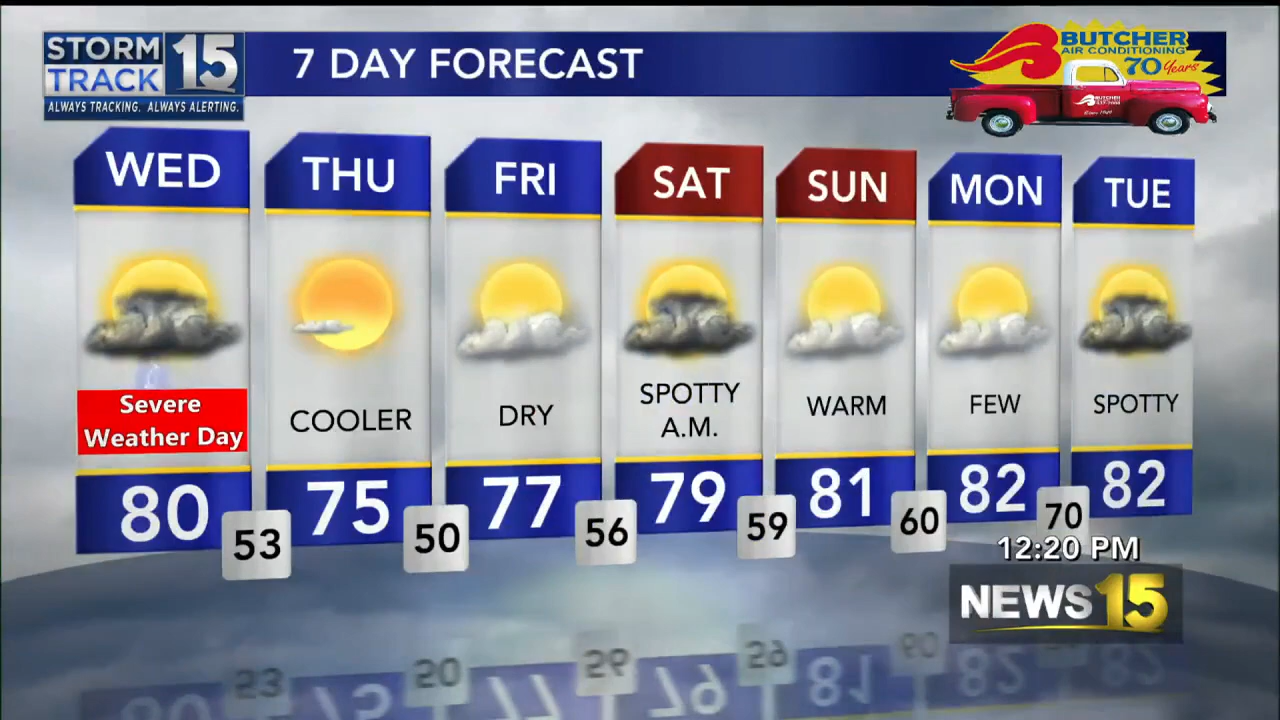 STORM
TRACK
15
ALWAYS TRACKING. ALWAYS ALERTING.
7 DAY FORECAST
BUTCHER
AIR CONDITIONING
70 Years
BUTCHER
WED
THU
FRI
SAT
SUN
MON
TUE
Severe
Weather Day
COOLER
DRY
SPOTTY
A.M.
WARM
FEW
SPOTTY
80
75
77
79
81
82
82
53
50
56
59
60
70
12:20 PM
NEWS 15